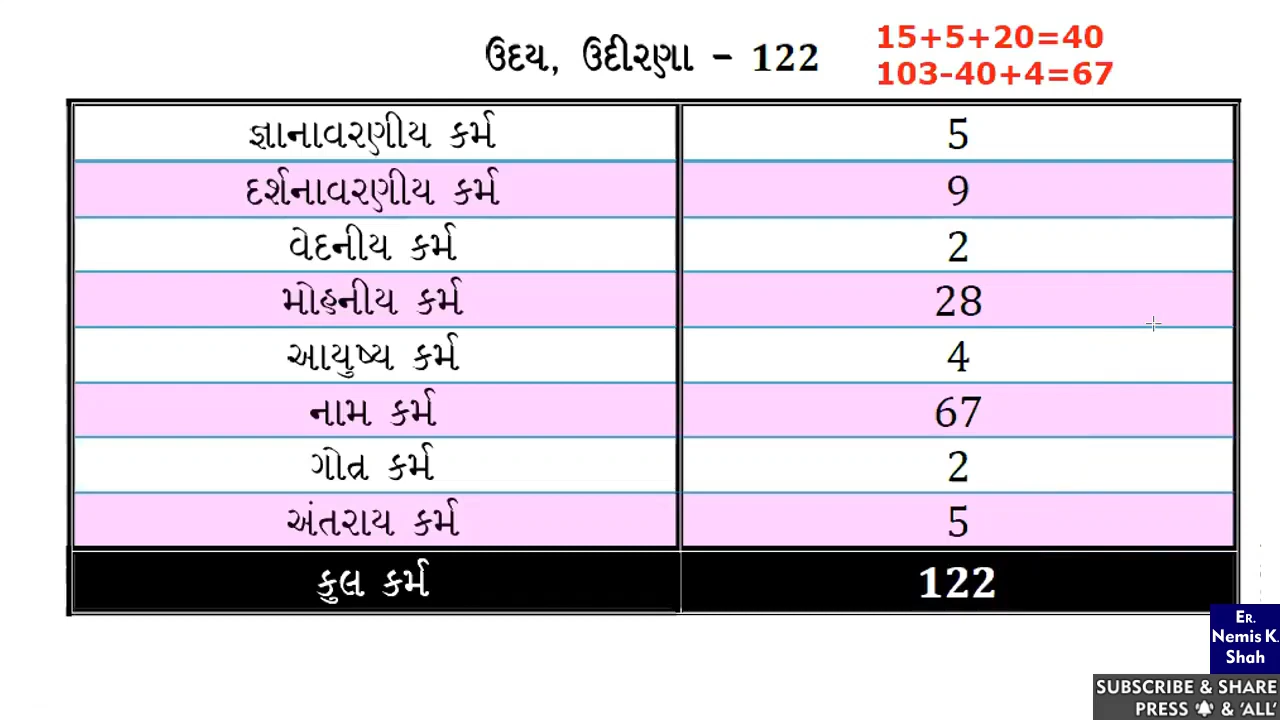 ઉદય, ઉદીરણા – 122
15+5+20=40
103-40+4=67
જ્ઞાનાવરણીય કર્મ 5
દર્શનાવરણીય કર્મ 9
વેદનીય કર્મ 2
મોહનીય કર્મ 28
આયુષ્ય કર્મ 4
નામ કર્મ 67
ગોત્ર કર્મ 2
અંતરાય કર્મ 5
કુલ કર્મ 122
ER.
Nemis K.
Shah
SUBSCRIBE & SHARE
PRESS 🔔 & ‘ALL’